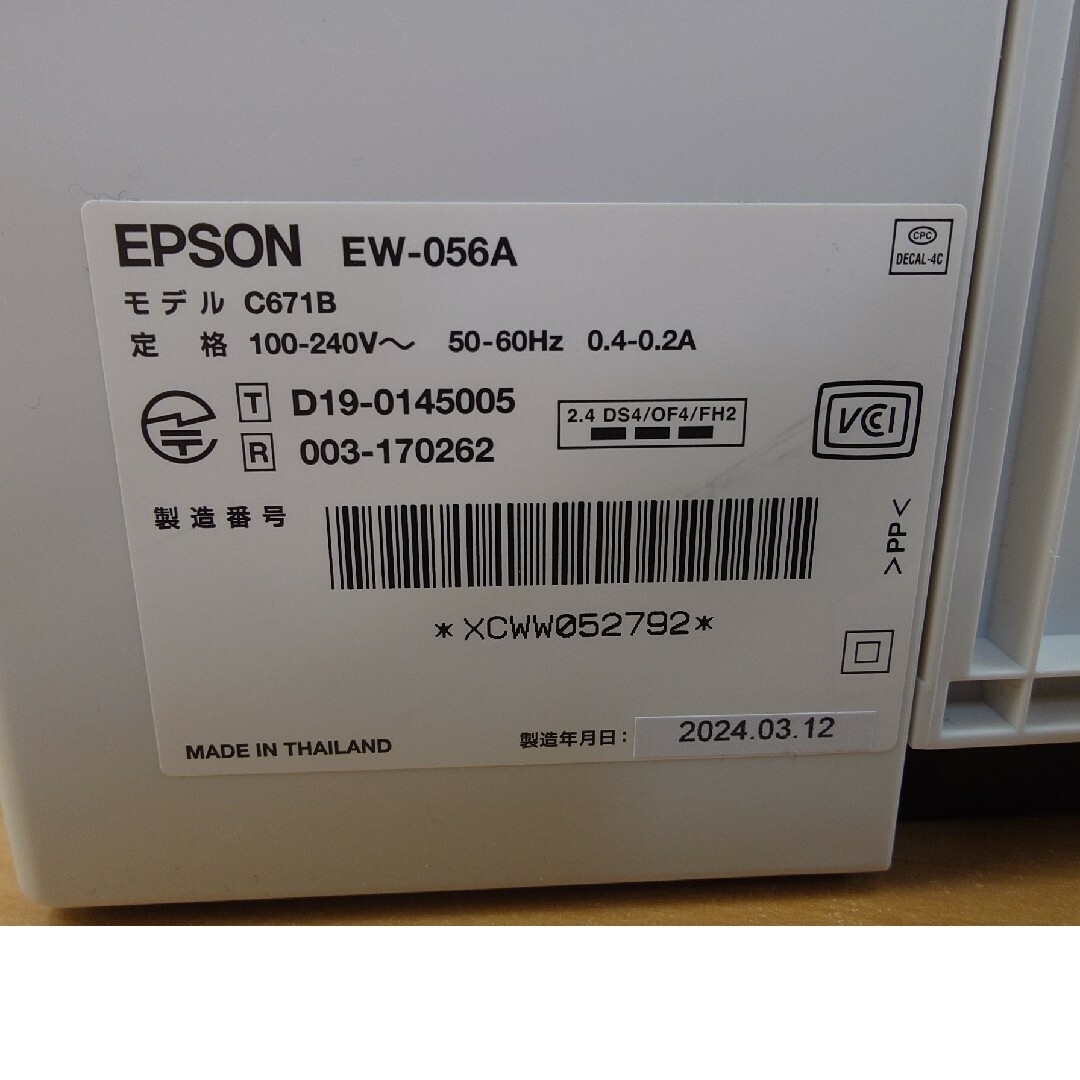 EPSON EW-056A
CPC
DECAL-4C
モデル C671B
定 格 100-240V～ 50-60Hz 0.4-0.2A
T D19-0145005
R 003-170262
2.4 DS4/OF4/FH2
VCCI
製造番号
>PP<
*XCWW052792*
MADE IN THAILAND
製造年月日: 2024.03.12